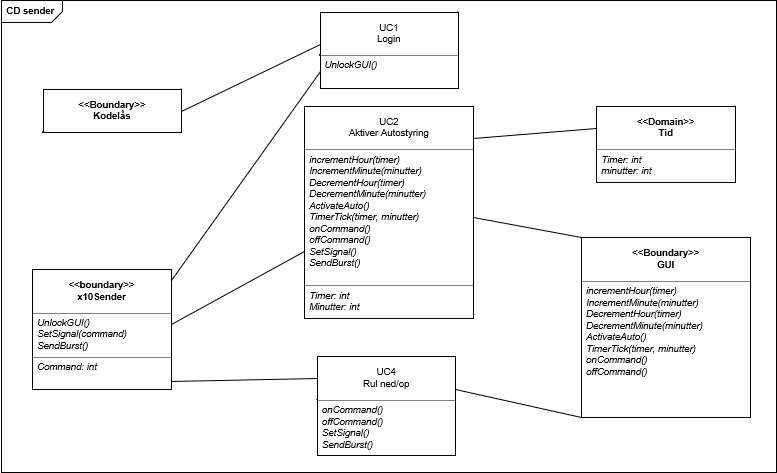 CD sender
UC1
Login
UnlockGUI()
<<Boundary>>
Kodelås
UC2
Aktiver Autostyring
incrementHour(timer)
IncrementMinute(minutter)
DecrementHour(timer)
DecrementMinute(minutter)
ActivateAuto()
TimerTick(timer, minutter)
onCommand()
offCommand()
SetSignal()
SendBurst()
Timer: int
Minutter: int
<<Domain>>
Tid
Timer: int
minutter: int
<<Boundary>>
GUI
incrementHour(timer)
IncrementMinute(minutter)
DecrementHour(timer)
DecrementMinute(minutter)
ActivateAuto()
TimerTick(timer, minutter)
onCommand()
offCommand()
<<boundary>>
x10Sender
UnlockGUI()
SetSignal(command)
SendBurst()
Command: int
UC4
Rul ned/op
onCommand()
offCommand()
SetSignal()
SendBurst()